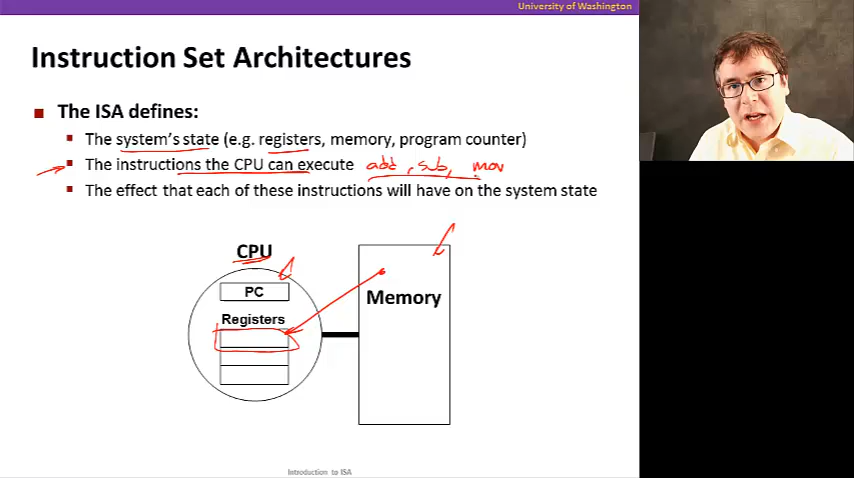 University of Washington
Instruction Set Architectures
The ISA defines:
The system's state (e.g. registers, memory, program counter)
The instructions the CPU can execute add, sub, mov
The effect that each of these instructions will have on the system state
CPU
PC
Registers
Memory
Introduction to ISA